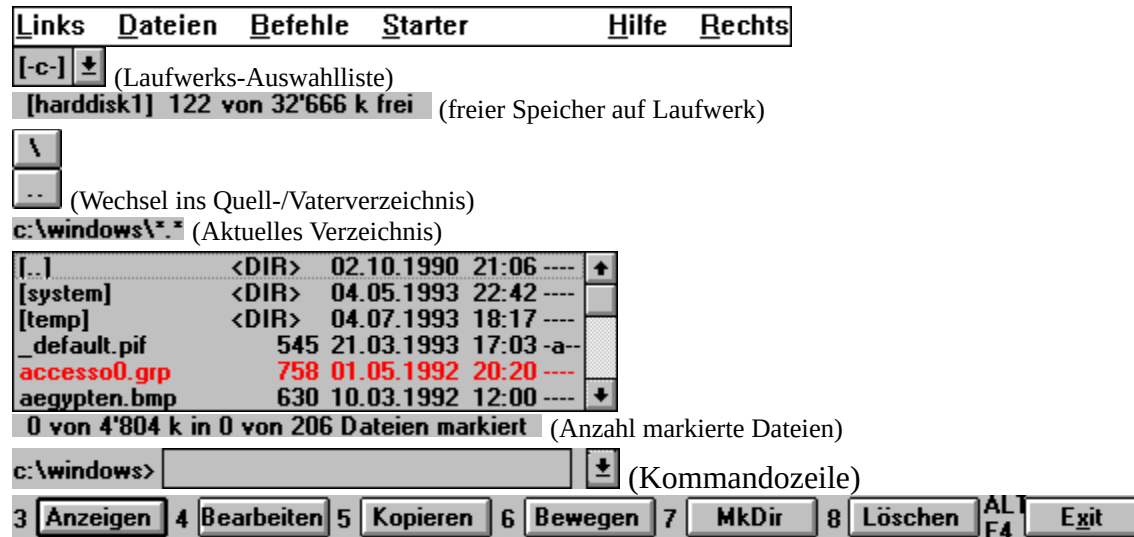 Links Dateien Befehle Starter Hilfe Rechts
[-c-] (Laufwerks-Auswahlliste)
[harddisk1] 122 von 32'666 k frei (freier Speicher auf Laufwerk)
\
.. (Wechsel ins Quell-/Vaterverzeichnis)
c:\windows\*.* (Aktuelles Verzeichnis)
[..] <DIR> 02.10.1990 21:06 ----
[system] <DIR> 04.05.1993 22:42 ----
[temp] <DIR> 04.07.1993 18:17 ----
_default.pif 545 21.03.1993 17:03 -a--
accesso0.grp 758 01.05.1992 20:20 ----
aegypten.bmp 630 10.03.1992 12:00 ----
0 von 4'804 k in 0 von 206 Dateien markiert (Anzahl markierte Dateien)
c:\windows> (Kommandozeile)
3 Anzeigen 4 Bearbeiten 5 Kopieren 6 Bewegen 7 MkDir 8 Löschen ALT F4 Exit